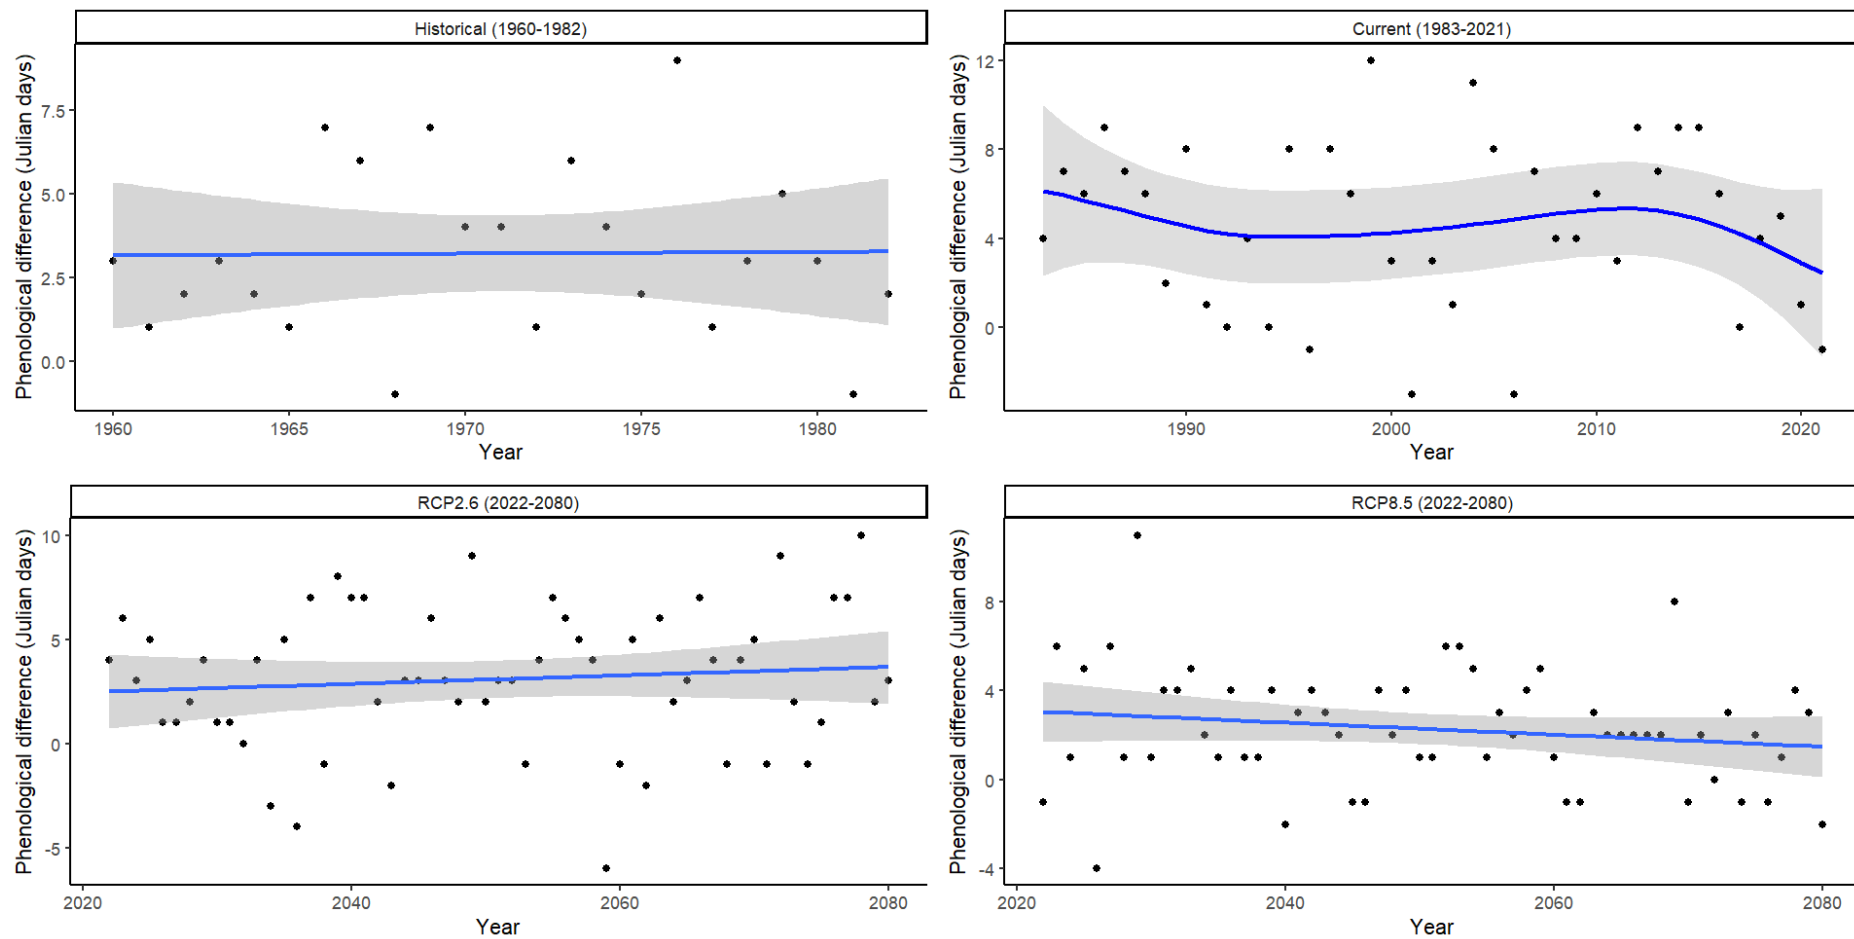 Historical (1960-1982)
Phenological difference (Julian days)
7.5
5.0
2.5
0.0
1960 1965 1970 1975 1980
Year
Current (1983-2021)
Phenological difference (Julian days)
12
8
4
0
1990 2000 2010 2020
Year
RCP2.6 (2022-2080)
Phenological difference (Julian days)
10
5
0
-5
2020 2040 2060 2080
Year
RCP8.5 (2022-2080)
Phenological difference (Julian days)
8
4
0
-4
2020 2040 2060 2080
Year